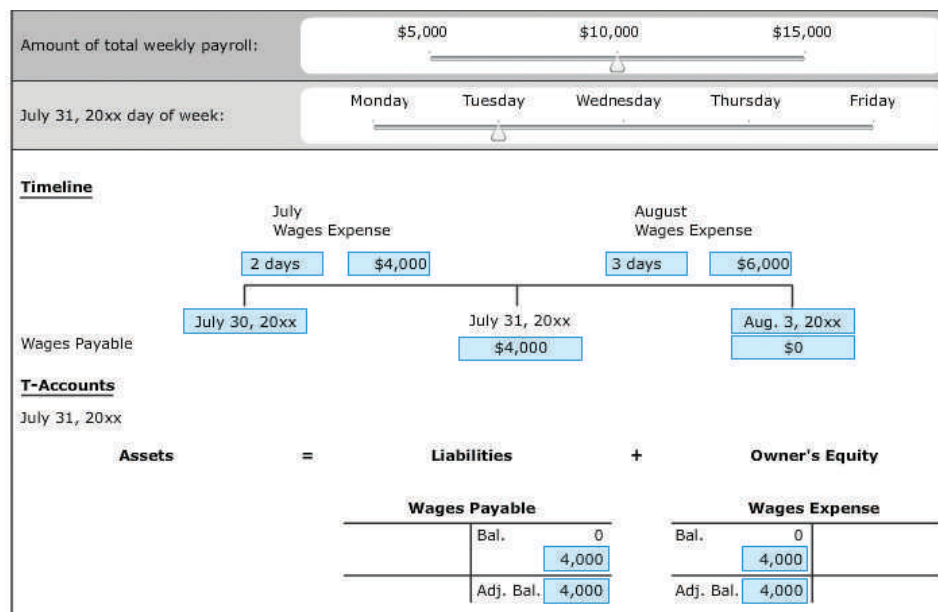 $5,000 $10,000 $15,000
Amount of total weekly payroll:
Monday Tuesday Wednesday Thursday Friday
July 31, 20xx day of week:
Timeline
July August
Wages Expense Wages Expense
2 days $4,000 3 days $6,000
July 30, 20xx July 31, 20xx Aug. 3, 20xx
Wages Payable $4,000 $0
T-Accounts
July 31, 20xx
Assets = Liabilities + Owner's Equity
Wages Payable Wages Expense
Bal. 0 Bal. 0
4,000 4,000
Adj. Bal. 4,000 Adj. Bal. 4,000